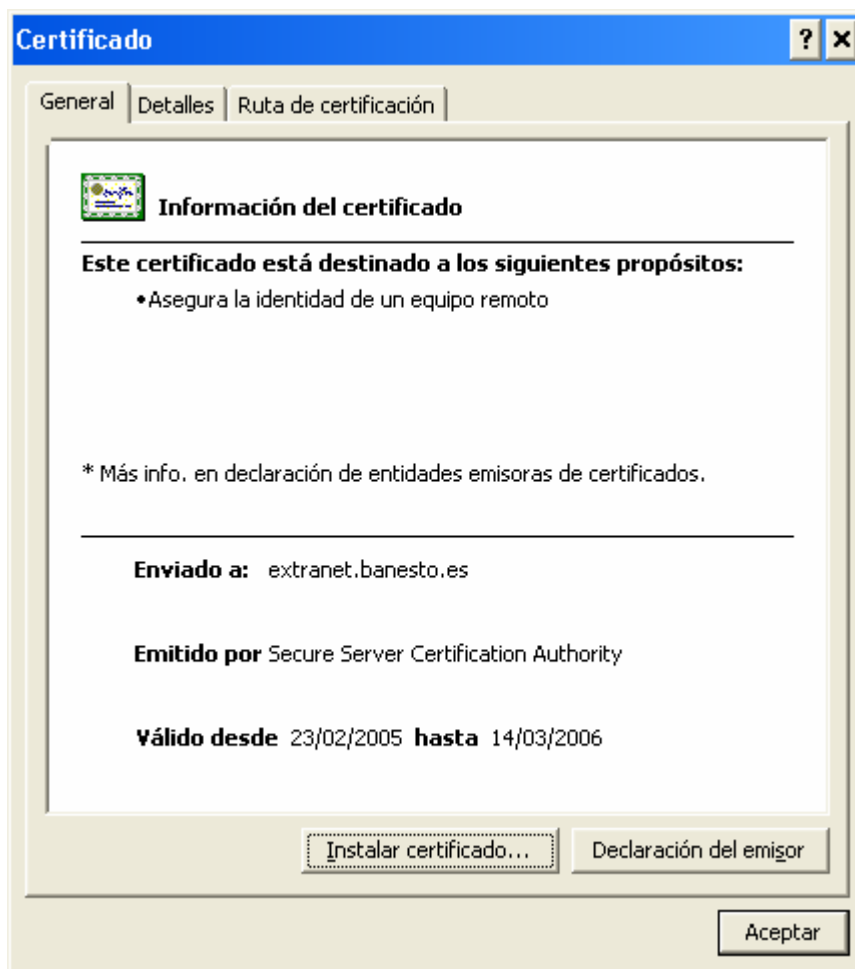 Certificado
General Detalles Ruta de certificación
Información del certificado
Este certificado está destinado a los siguientes propósitos:
•Asegura la identidad de un equipo remoto
* Más info. en declaración de entidades emisoras de certificados.
Enviado a: extranet.banesto.es
Emitido por Secure Server Certification Authority
Válido desde 23/02/2005 hasta 14/03/2006
Instalar certificado... Declaración del emisor
Aceptar